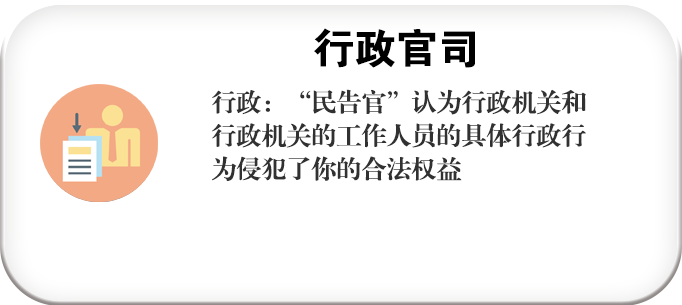 行政官司
行政：“民告官”认为行政机关和
行政机关的工作人员的具体行政行
为侵犯了你的合法权益